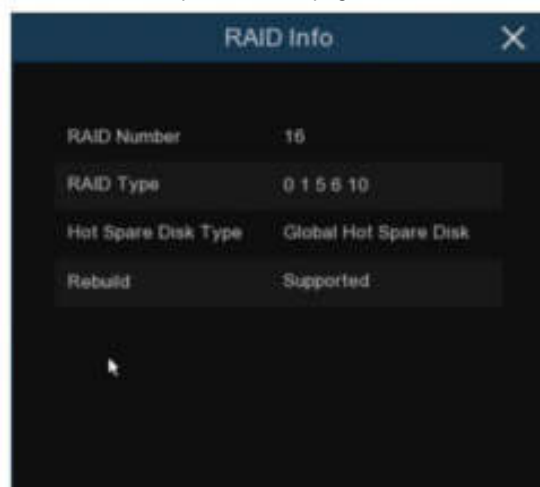 RAID Info
RAID Number 16
RAID Type 0 1 5 6 10
Hot Spare Disk Type Global Hot Spare Disk
Rebuild Supported